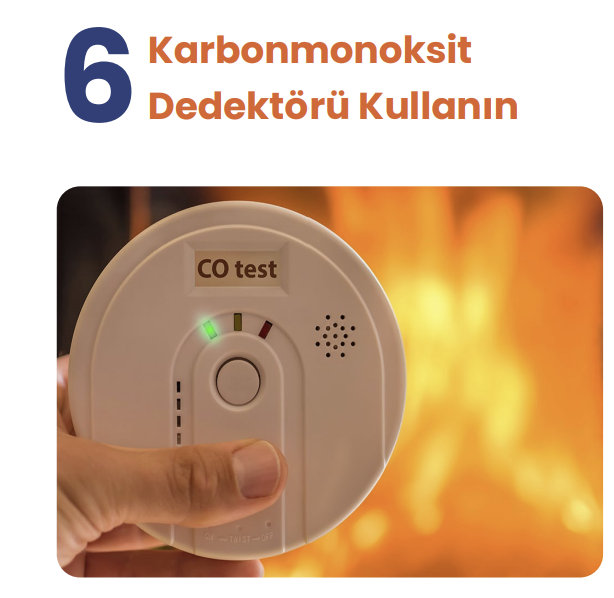 6 Karbonmonoksit
Dedektörü Kullanın
CO test